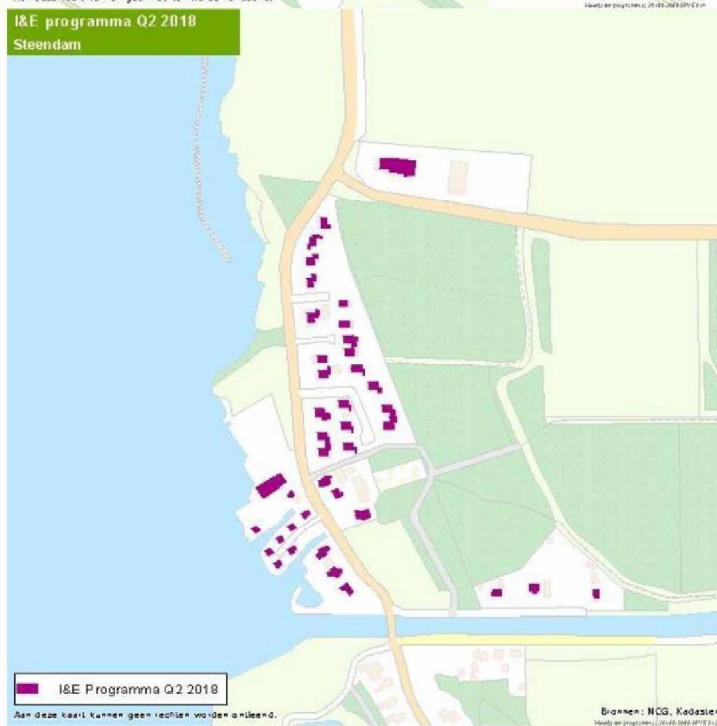 I&E programma Q2 2018
Steendam
I&E Programma Q2 2018
Aan deze kaart kunnen geen rechten worden ontleend.
Bronnen: NCG, Kadaster